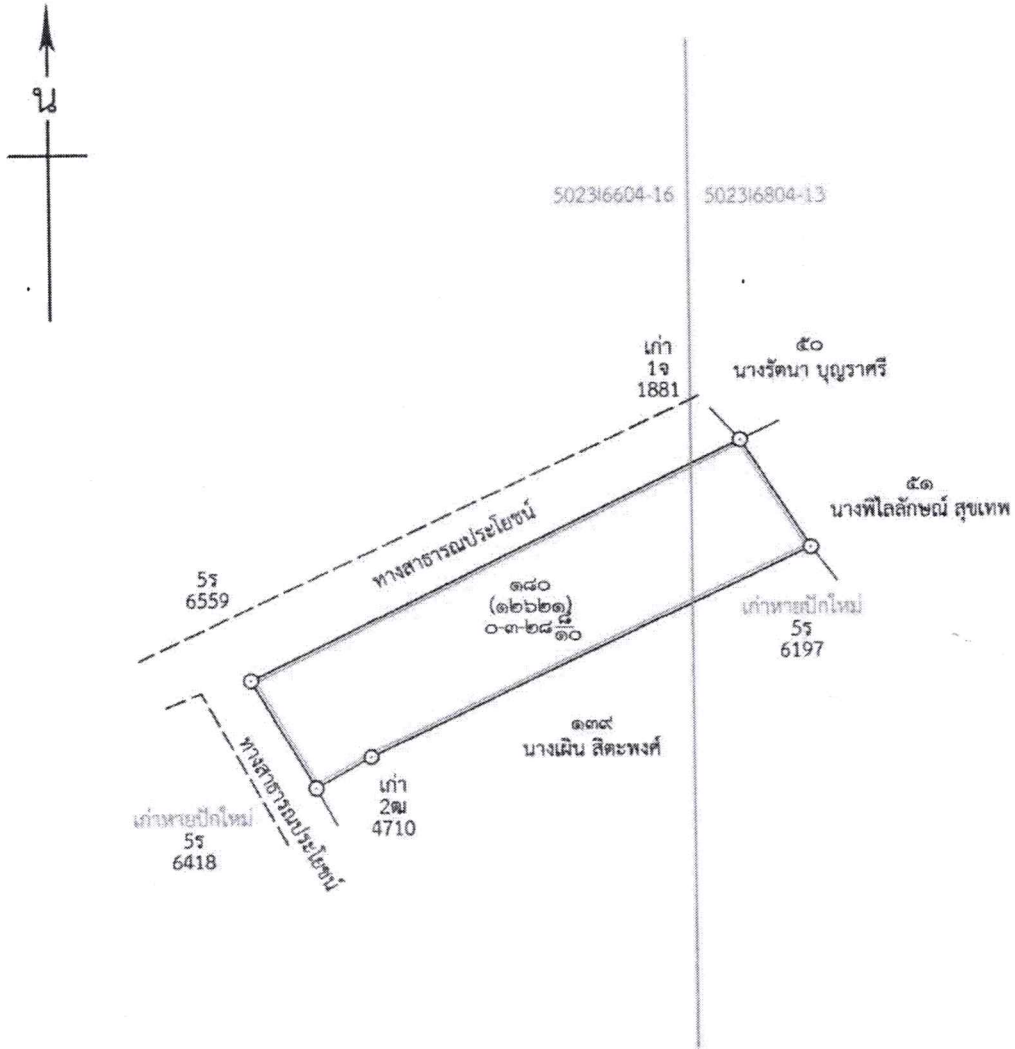 น
5023I6604-16
5023I6804-13
เก่า
1จ
1881
๕๐
นางรัตนา บุญราศรี
๕๑
นางพิไลลักษณ์ สุขเทพ
ทางสาธารณประโยชน์
5ร
6559
๑๘๐
(๑๒๖๒๑)
๐-๓-๒๘ ๘/๑๐
เก่าหายปักใหม่
5ร
6197
๑๓๙
นางเผิน สิตะพงศ์
เก่า
2ฒ
4710
ทางสาธารณประโยชน์
เก่าหายปักใหม่
5ร
6418